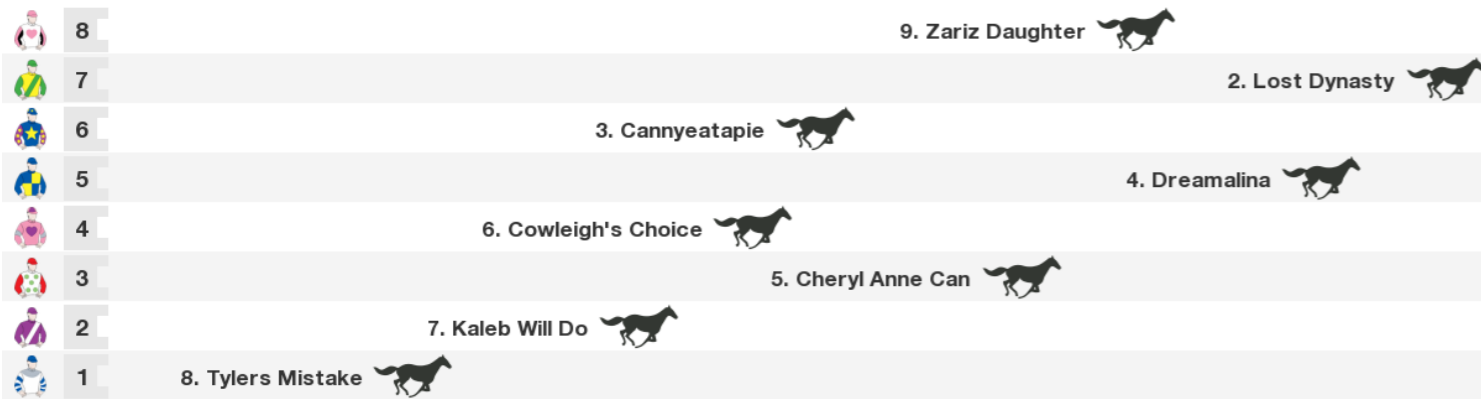 8 9. Zariz Daughter
7 2. Lost Dynasty
6 3. Cannyeatapie
5 4. Dreamalina
4 6. Cowleigh's Choice
3 5. Cheryl Anne Can
2 7. Kaleb Will Do
1 8. Tylers Mistake